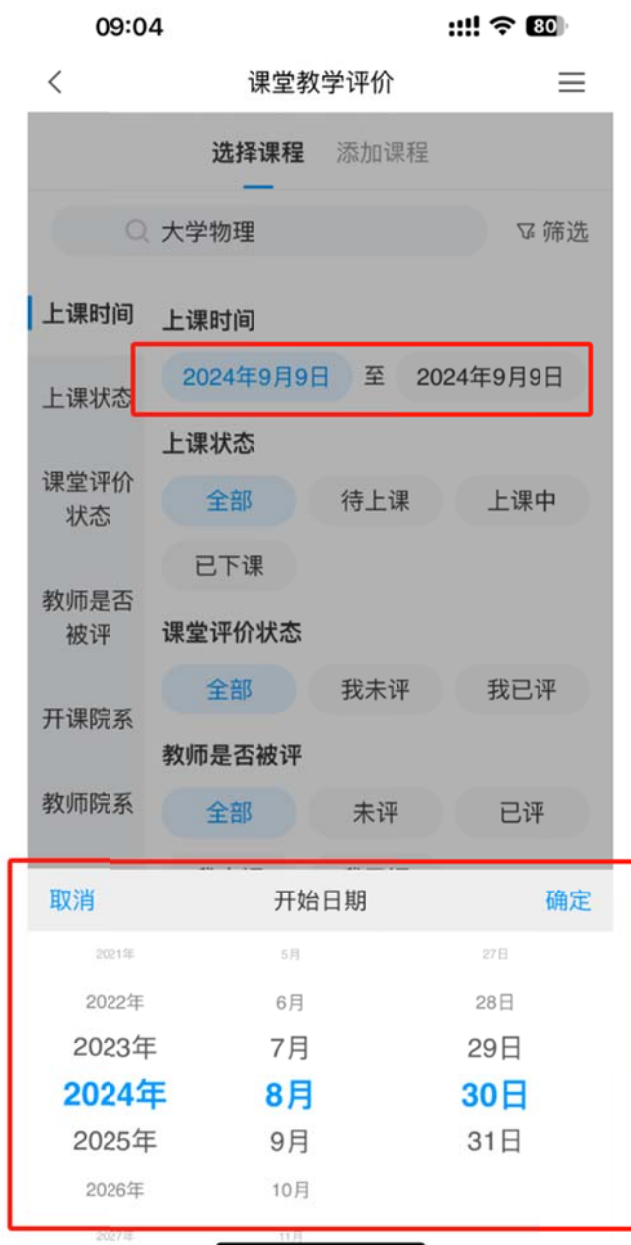 09:04 80
课堂教学评价
选择课程 添加课程
大学物理 筛选
上课时间 上课时间
2024年9月9日 至 2024年9月9日
上课状态
上课状态
课堂评价
状态
全部 待上课 上课中
已下课
教师是否
被评
课堂评价状态
全部 我未评 我已评
开课院系
教师是否被评
教师院系 全部 未评 已评
取消 开始日期 确定
2021年 5月 27日
2022年 6月 28日
2023年 7月 29日
2024年 8月 30日
2025年 9月 31日
2026年 10月
2027年 11月